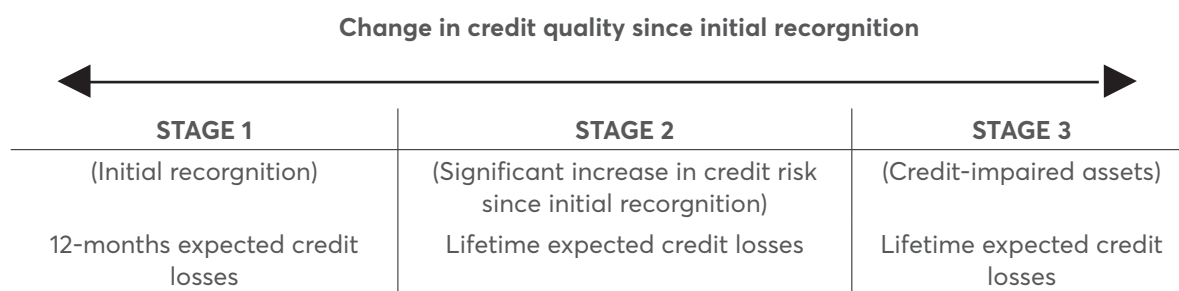 Change in credit quality since initial recorgnition
STAGE 1
STAGE 2
STAGE 3
(Initial recorgnition)
(Significant increase in credit risk
since initial recorgnition)
(Credit-impaired assets)
12-months expected credit
losses
Lifetime expected credit losses
Lifetime expected credit
losses